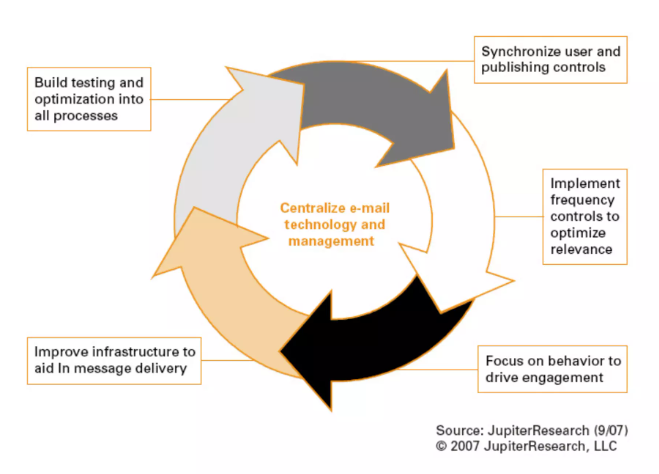 Synchronize user and
publishing controls
Build testing and
optimization into
all processes
Implement
frequency
controls to
optimize
relevance
Centralize e-mail
technology and
management
Improve infrastructure to
aid In message delivery
Focus on behavior to
drive engagement
Source: JupiterResearch (9/07)
© 2007 JupiterResearch, LLC